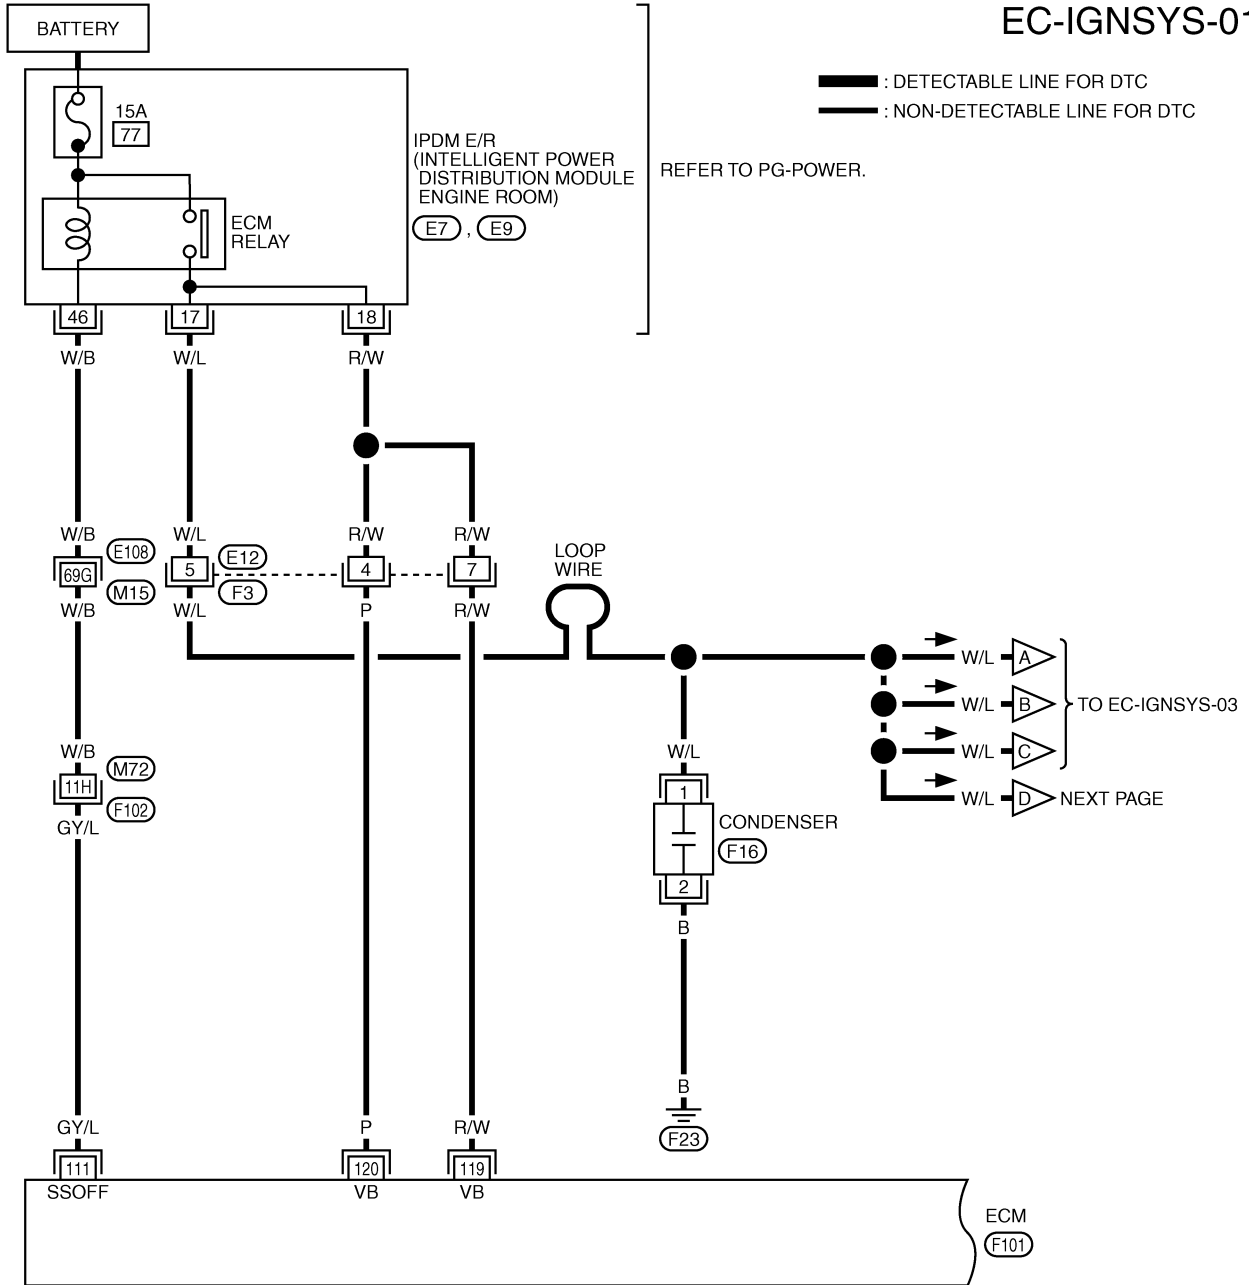 EC-IGNSYS-01
BATTERY
: DETECTABLE LINE FOR DTC
: NON-DETECTABLE LINE FOR DTC
15A
77
IPDM E/R
(INTELLIGENT POWER
DISTRIBUTION MODULE
ENGINE ROOM)
E7 , E9
REFER TO PG-POWER.
ECM
RELAY
46 17 18
W/B W/L R/W
W/B W/L R/W R/W
E108 E12
69G 5 4 7
M15 F3
W/B W/L P R/W
LOOP
WIRE
W/L A
W/L B
TO EC-IGNSYS-03
W/L C
W/L D NEXT PAGE
W/B
M72
11H
F102
GY/L
W/L
1
CONDENSER
F16
2
B
B
F23
GY/L P R/W
111 120 119
SSOFF VB VB
ECM
F101